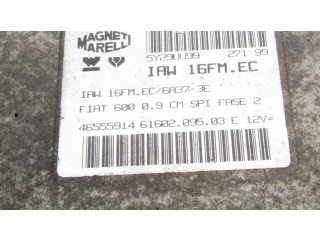 MAGNETI
MARELLI
5Y29UU99 271 99
IAW 16FM.EC
IAW 16FM.EC/6A37-3E
FIAT 600 0.9 CM SPI FASE 2
46555914 61602.095.03 E 12V=